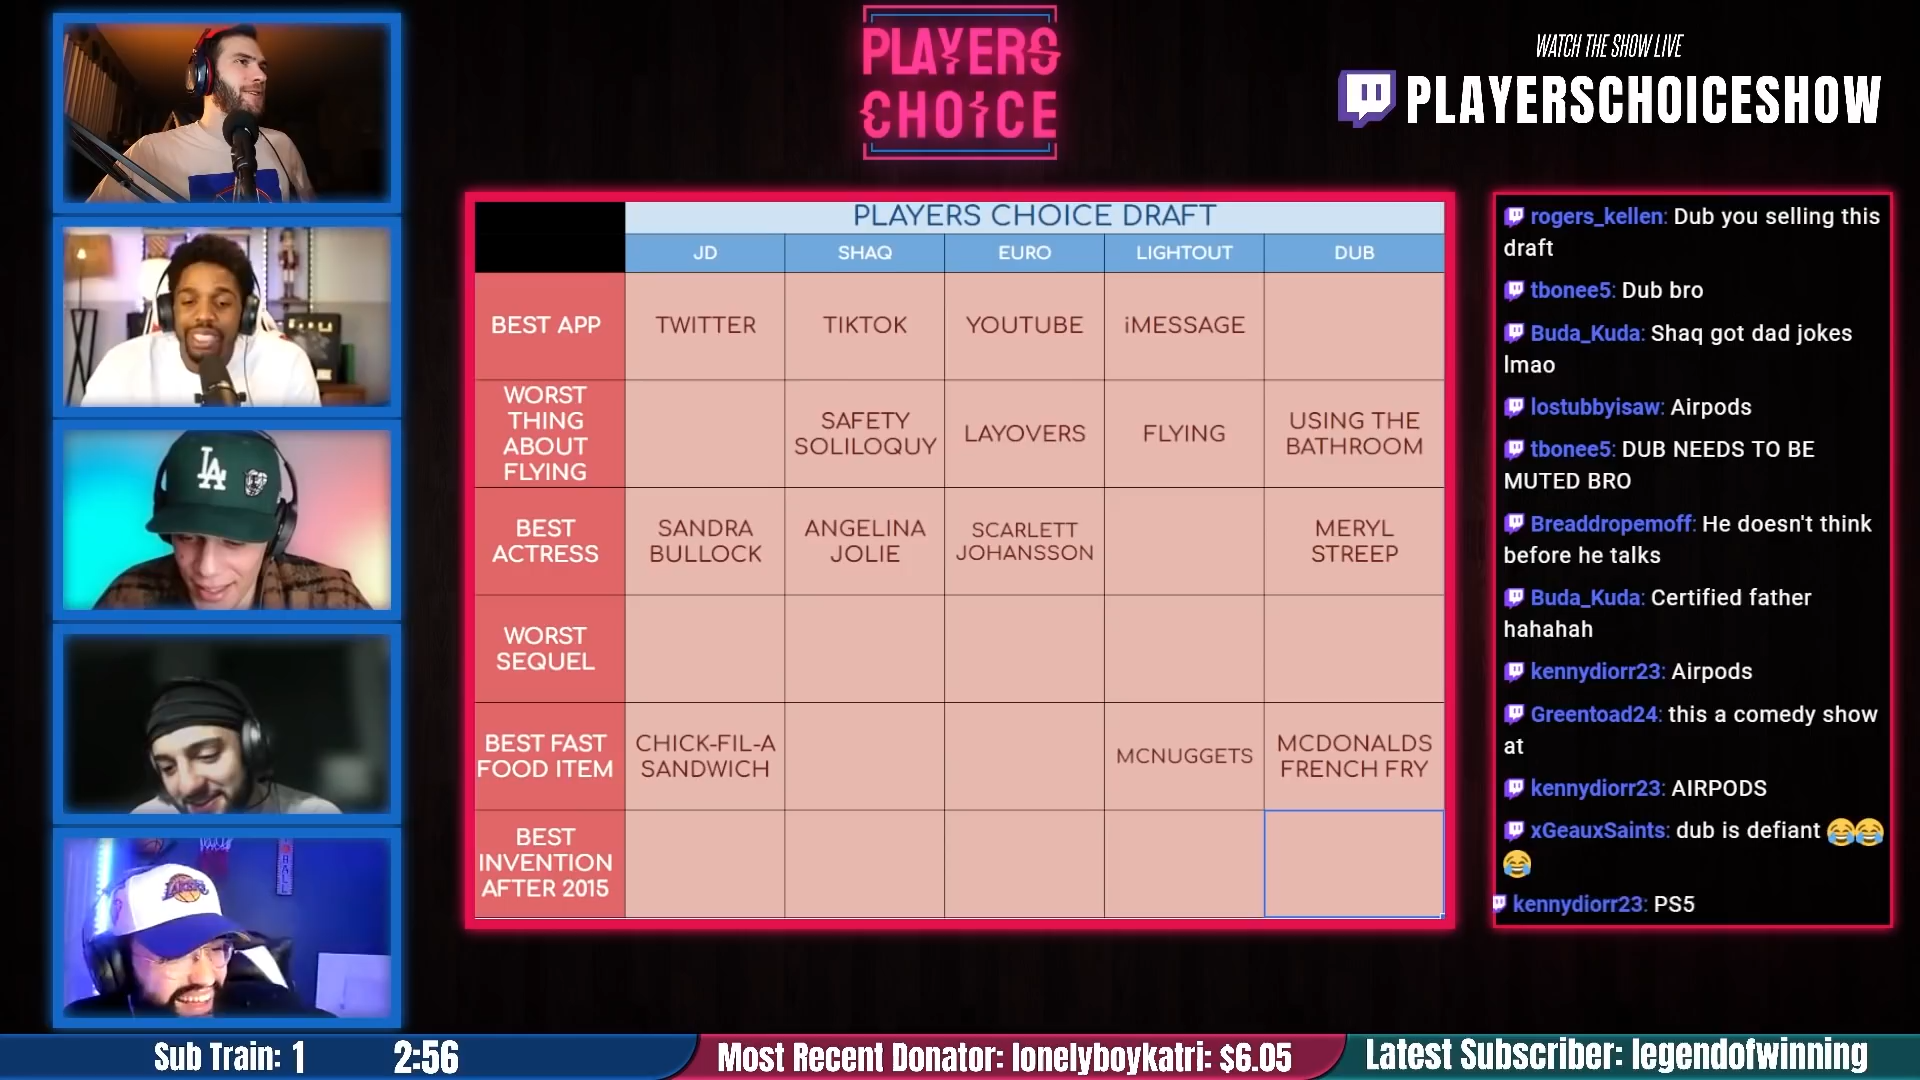 PLAYERS
CHOICE
WATCH THE SHOW LIVE
PLAYERSCHOICESHOW
PLAYERS CHOICE DRAFT
JD SHAQ EURO LIGHTOUT DUB
BEST APP TWITTER TIKTOK YOUTUBE iMESSAGE
WORST
THING
ABOUT
FLYING
SAFETY
SOLILOQUY
LAYOVERS
FLYING
USING THE
BATHROOM
BEST
ACTRESS
SANDRA
BULLOCK
ANGELINA
JOLIE
SCARLETT
JOHANSSON
MERYL
STREEP
WORST
SEQUEL
BEST FAST
FOOD ITEM
CHICK-FIL-A
SANDWICH
MCNUGGETS
MCDONALDS
FRENCH FRY
BEST
INVENTION
AFTER 2015
rogers_kellen: Dub you selling this
draft
tbonee5: Dub bro
Buda_Kuda: Shaq got dad jokes
lmao
lostubbyisaw: Airpods
tbonee5: DUB NEEDS TO BE
MUTED BRO
Breaddropemoff: He doesn't think
before he talks
Buda_Kuda: Certified father
hahahah
kennydiorr23: Airpods
Greentoad24: this a comedy show
at
kennydiorr23: AIRPODS
xGeauxSaints: dub is defiant 😂😂
😂
kennydiorr23: PS5
LA
LAKERS
BALL
Sub Train: 1 2:56 Most Recent Donator: lonelyboykatri: $6.05 Latest Subscriber: legendofwinning